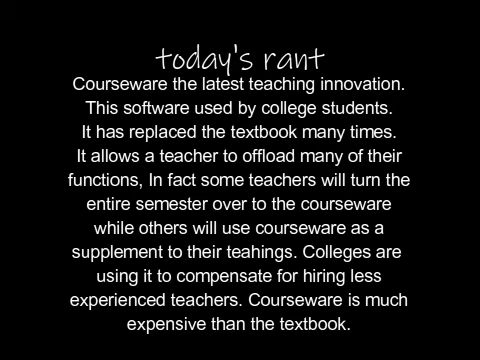 today's rant
Courseware the latest teaching innovation.
This software used by college students.
It has replaced the textbook many times.
It allows a teacher to offload many of their
functions, In fact some teachers will turn the
entire semester over to the courseware
while others will use courseware as a
supplement to their teahings. Colleges are
using it to compensate for hiring less
experienced teachers. Courseware is much
expensive than the textbook.